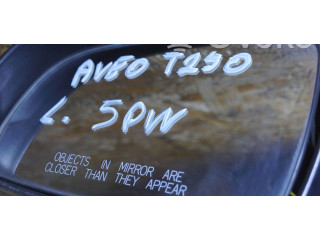 AVEO T250
L. 5PW
OBJECTS IN MIRROR ARE
CLOSER THAN THEY APPEAR